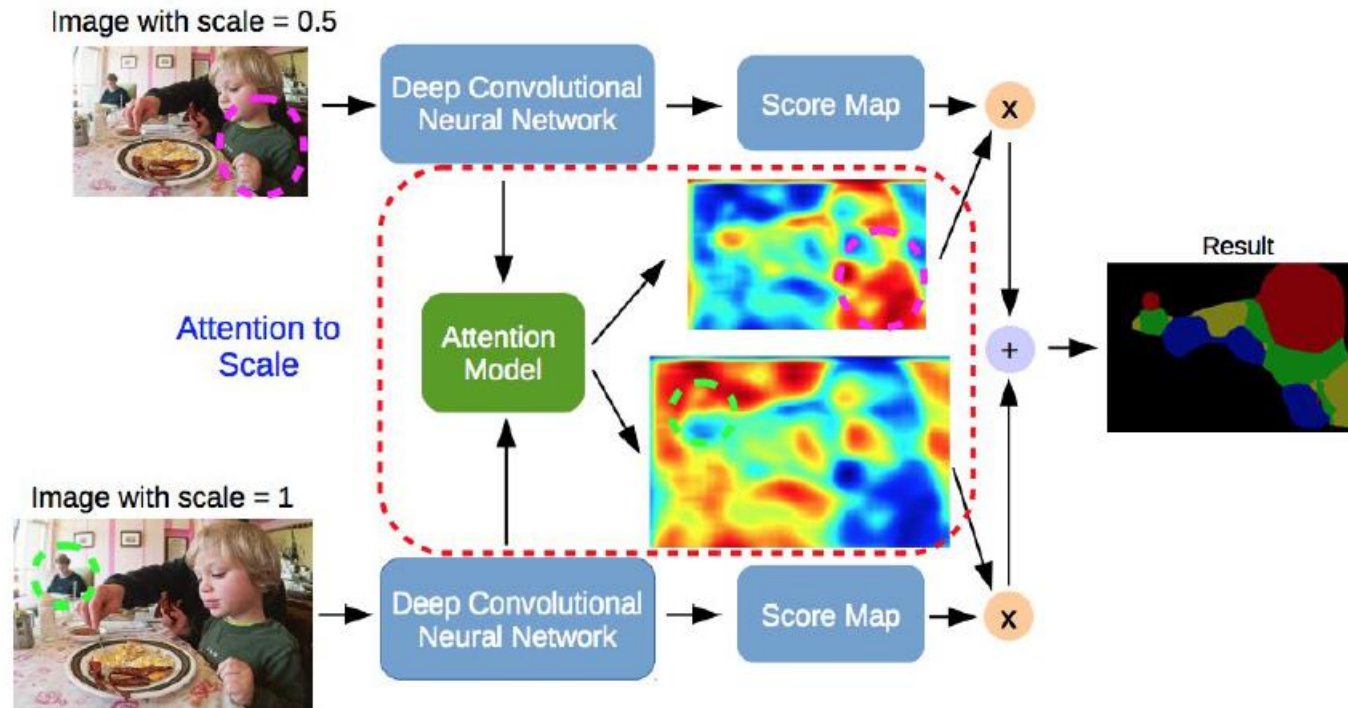 Image with scale = 0.5
Deep Convolutional
Neural Network
Score Map
x
Result
Attention to
Scale
Attention
Model
+
Image with scale = 1
Deep Convolutional
Neural Network
Score Map
x